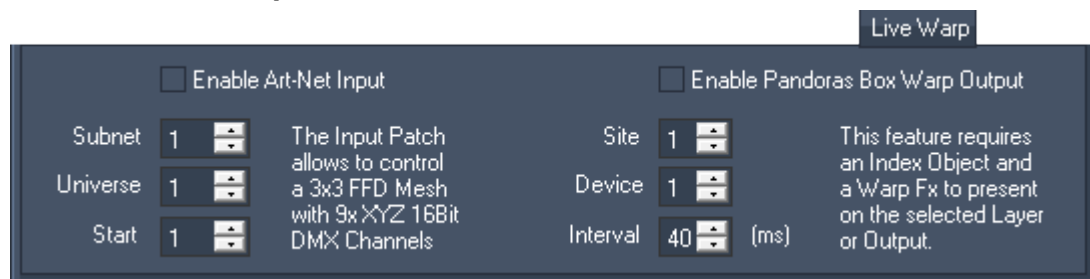 Live Warp
Enable Art-Net Input
Enable Pandoras Box Warp Output
Subnet 1
The Input Patch
allows to control
a 3x3 FFD Mesh
with 9x XYZ 16Bit
DMX Channels
Universe 1
Start 1
Site 1
Device 1
Interval 40 (ms)
This feature requires
an Index Object and
a Warp Fx to present
on the selected Layer
or Output.